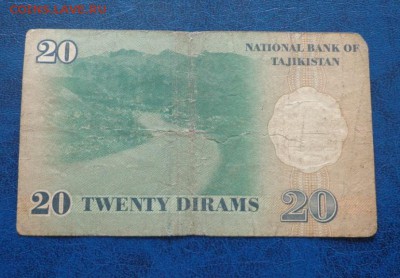 20
NATIONAL BANK OF
TAJIKISTAN
20 TWENTY DIRAMS 20